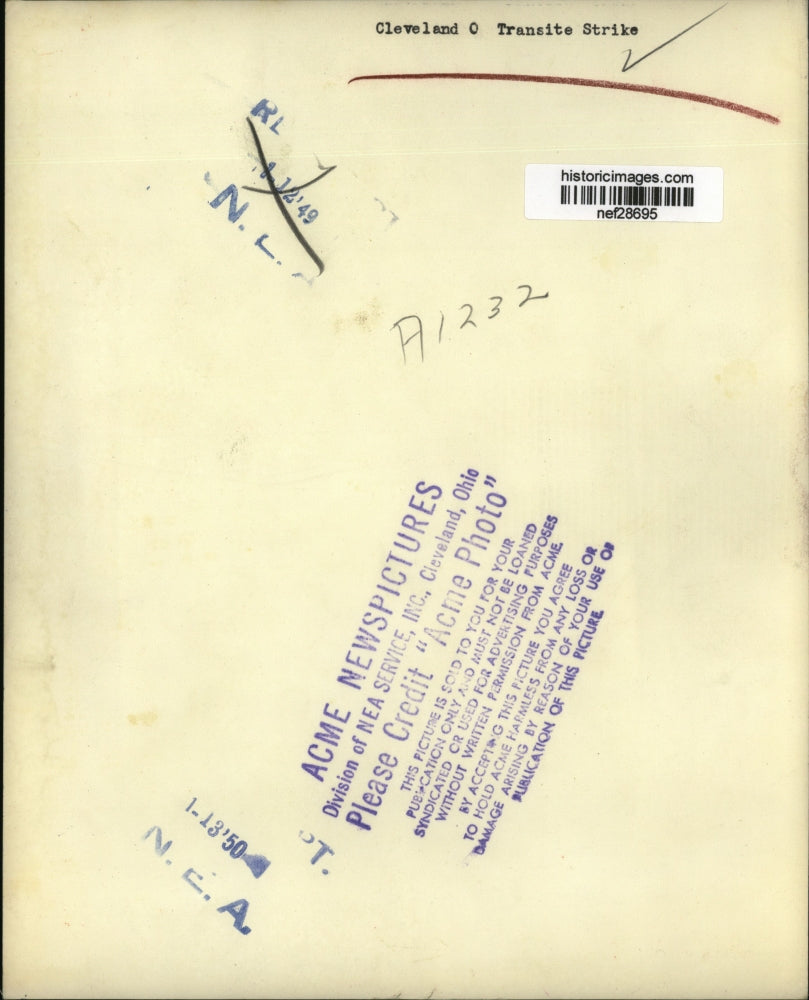 Cleveland O Transite Strike
historicimages.com
nef28695
N.
A1232
ACME NEWSPICTURES
Division of NEA SERVICE, INC., Cleveland, Ohio
Please Credit "Acme Photo"
THIS PICTURE IS SOLD TO YOU FOR YOUR
PUBLICATION ONLY AND MUST NOT BE LOANED
SYNDICATED OR USED FOR ADVERTISING PURPOSES
WITHOUT WRITTEN PERMISSION FROM ACME.
BY ACCEPTING THIS PICTURE YOU AGREE
TO HOLD ACME HARMLESS FROM ANY LOSS OR
DAMAGE ARISING BY REASON OF YOUR USE OR
PUBLICATION OF THIS PICTURE.
1-13'50
N. E. A.